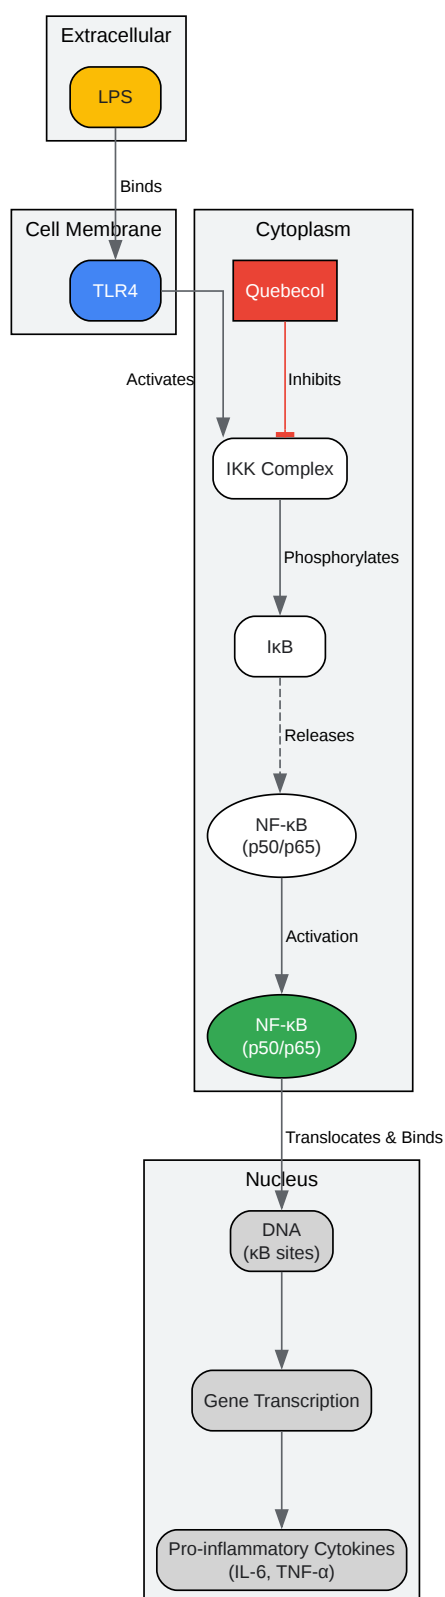 Extracellular
LPS
Binds
Cell Membrane
TLR4
Cytoplasm
Quebecol
Activates
Inhibits
IKK Complex
Phosphorylates
IκB
Releases
NF-κB
(p50/p65)
Activation
NF-κB
(p50/p65)
Translocates & Binds
Nucleus
DNA
(κB sites)
Gene Transcription
Pro-inflammatory Cytokines
(IL-6, TNF-α)